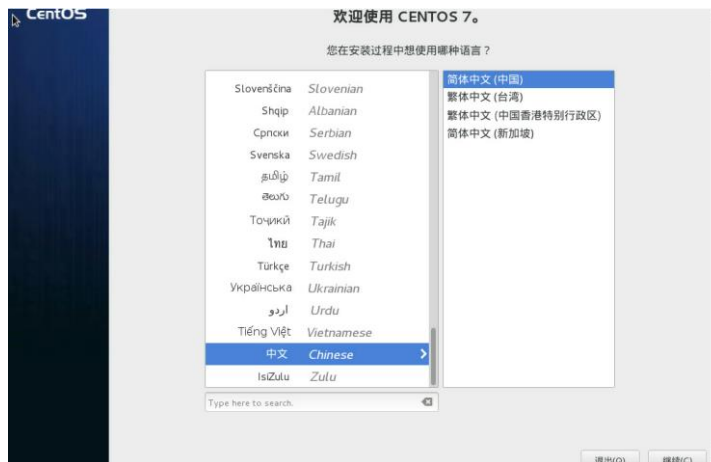 CentOS
欢迎使用 CENTOS 7。
您在安装过程中想使用哪种语言？
Slovenščina Slovenian
Shqip Albanian
Српски Serbian
Svenska Swedish
தமிழ் Tamil
తెలుగు Telugu
Тоҷикӣ Tajik
ไทย Thai
Türkçe Turkish
Українська Ukrainian
اردو Urdu
Tiếng Việt Vietnamese
中文 Chinese
IsiZulu Zulu
Type here to search.
简体中文 (中国)
繁体中文 (台湾)
繁体中文 (中国香港特别行政区)
简体中文 (新加坡)
退出(Q)
继续(C)